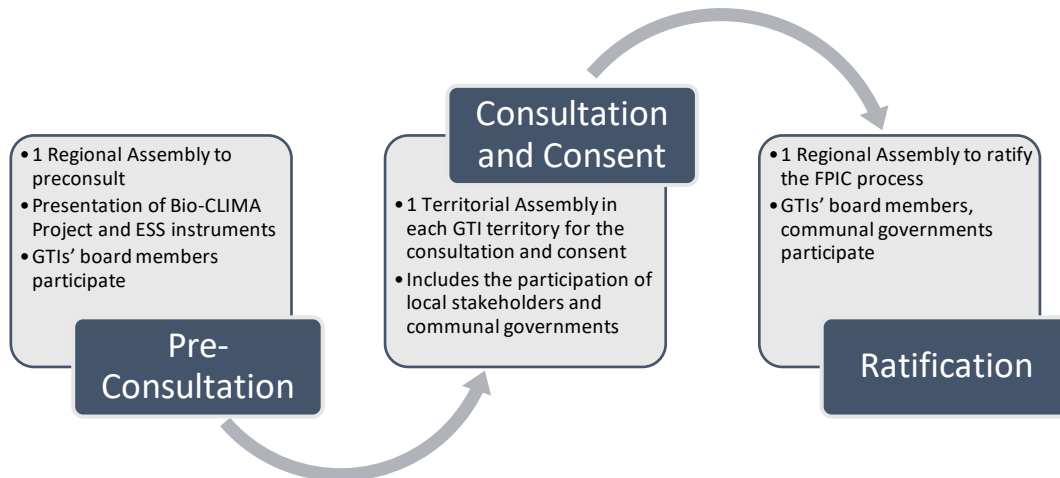 • 1 Regional Assembly to
preconsult
• Presentation of Bio-CLIMA
Project and ESS instruments
• GTIs' board members
participate
Pre-
Consultation
Consultation
and Consent
• 1 Territorial Assembly in
each GTI territory for the
consultation and consent
• Includes the participation of
local stakeholders and
communal governments
• 1 Regional Assembly to ratify
the FPIC process
• GTIs' board members,
communal governments
participate
Ratification